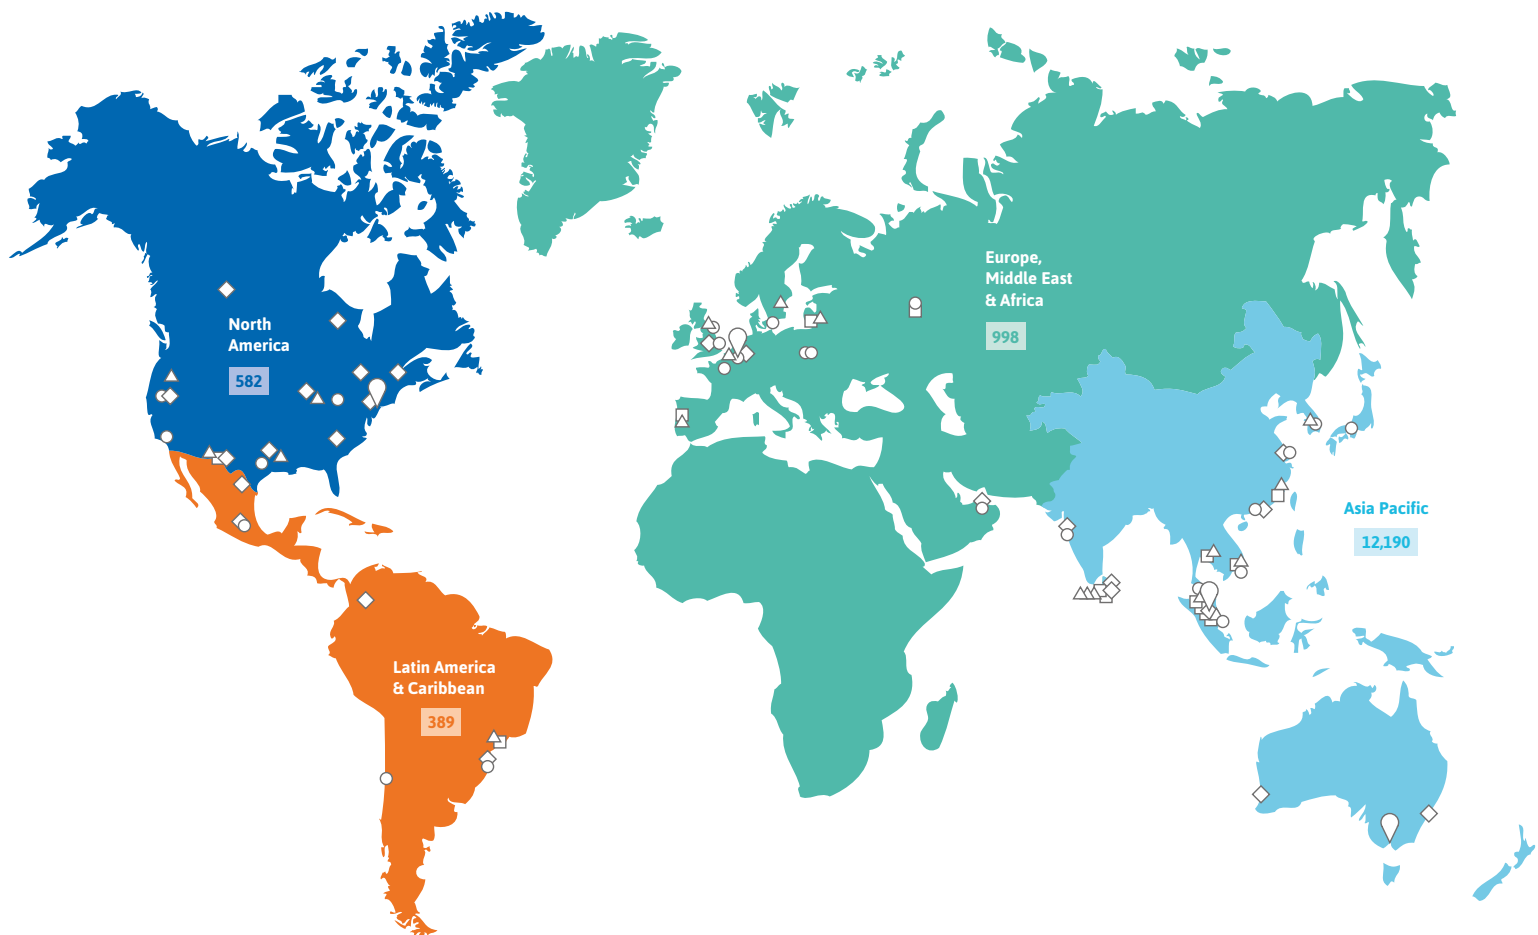 North
America
582
Europe,
Middle East
& Africa
998
Asia Pacific
12,190
Latin America
& Caribbean
389